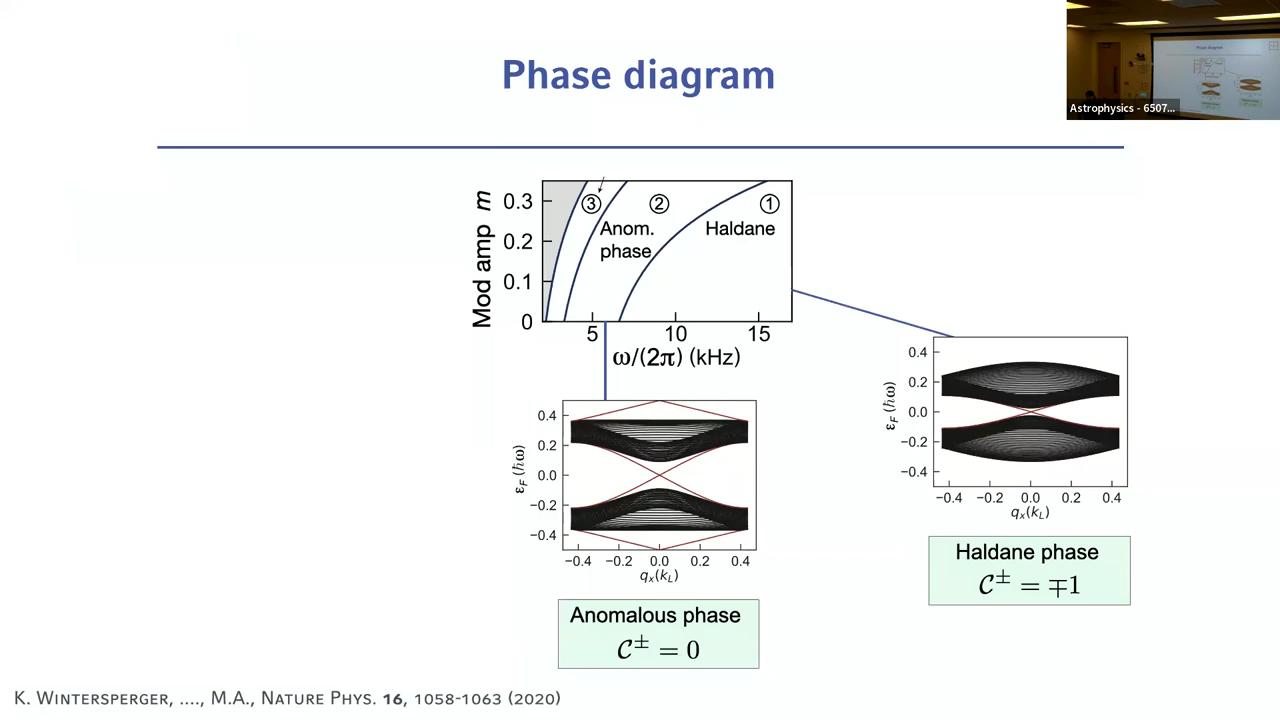 Phase diagram
Astrophysics - 6507...
Mod amp m
0.3
0.2
0.1
0
③
②
①
Anom.
phase
Haldane
5
10
15
ω/(2π) (kHz)
0.4
0.2
0.0
−0.2
−0.4
ε_F (ħω)
−0.4 −0.2 0.0 0.2 0.4
q_x(k_L)
Anomalous phase
𝒞^± = 0
0.4
0.2
0.0
−0.2
−0.4
ε_F (ħω)
−0.4 −0.2 0.0 0.2 0.4
q_x(k_L)
Haldane phase
𝒞^± = ∓1
K. Wintersperger, ...., M.A., Nature Phys. 16, 1058-1063 (2020)